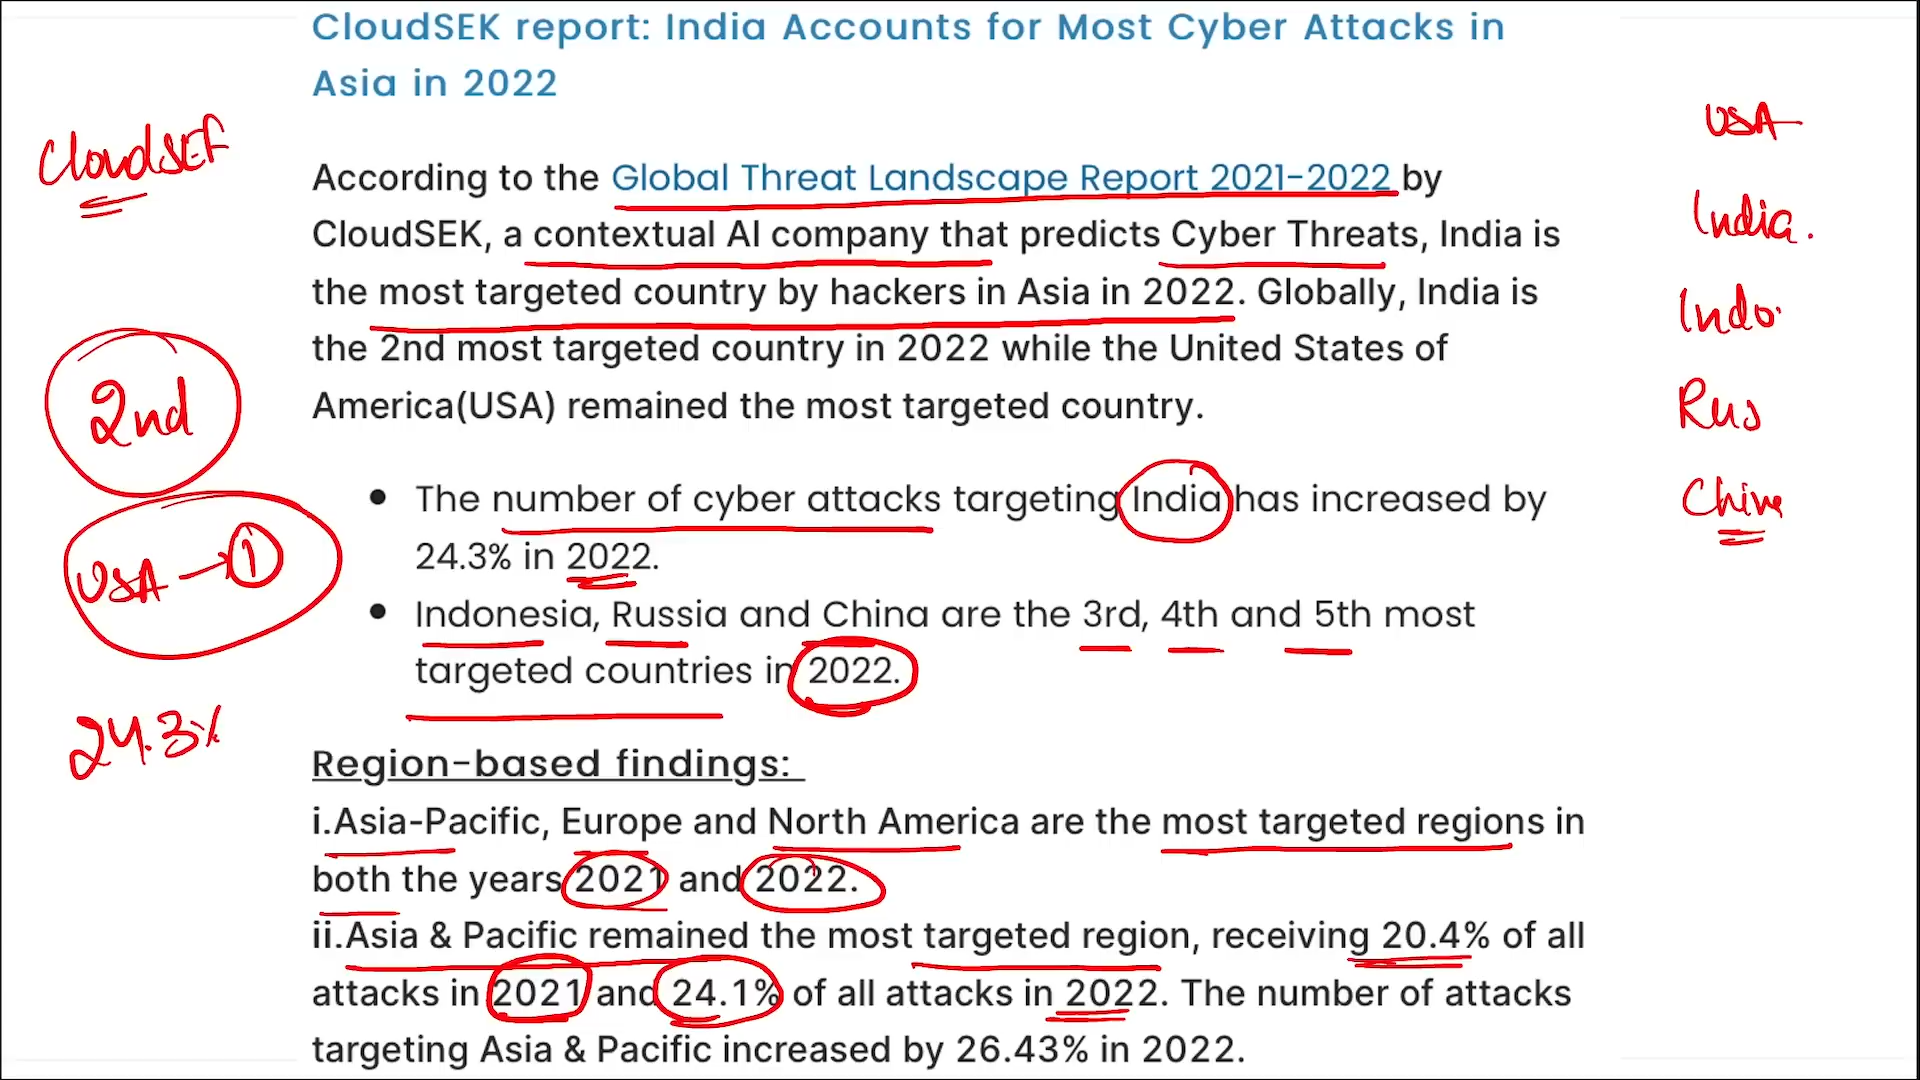 CloudSEK report: India Accounts for Most Cyber Attacks in
Asia in 2022
CloudSEF
According to the Global Threat Landscape Report 2021-2022 by
CloudSEK, a contextual AI company that predicts Cyber Threats, India is
the most targeted country by hackers in Asia in 2022. Globally, India is
the 2nd most targeted country in 2022 while the United States of
America(USA) remained the most targeted country.
2nd
USA → 1
• The number of cyber attacks targeting India has increased by
24.3% in 2022.
• Indonesia, Russia and China are the 3rd, 4th and 5th most
targeted countries in 2022.
24.3%
Region-based findings:
i.Asia-Pacific, Europe and North America are the most targeted regions in
both the years 2021 and 2022.
ii.Asia & Pacific remained the most targeted region, receiving 20.4% of all
attacks in 2021 and 24.1% of all attacks in 2022. The number of attacks
targeting Asia & Pacific increased by 26.43% in 2022.
USA
India.
Indo.
Rus
China